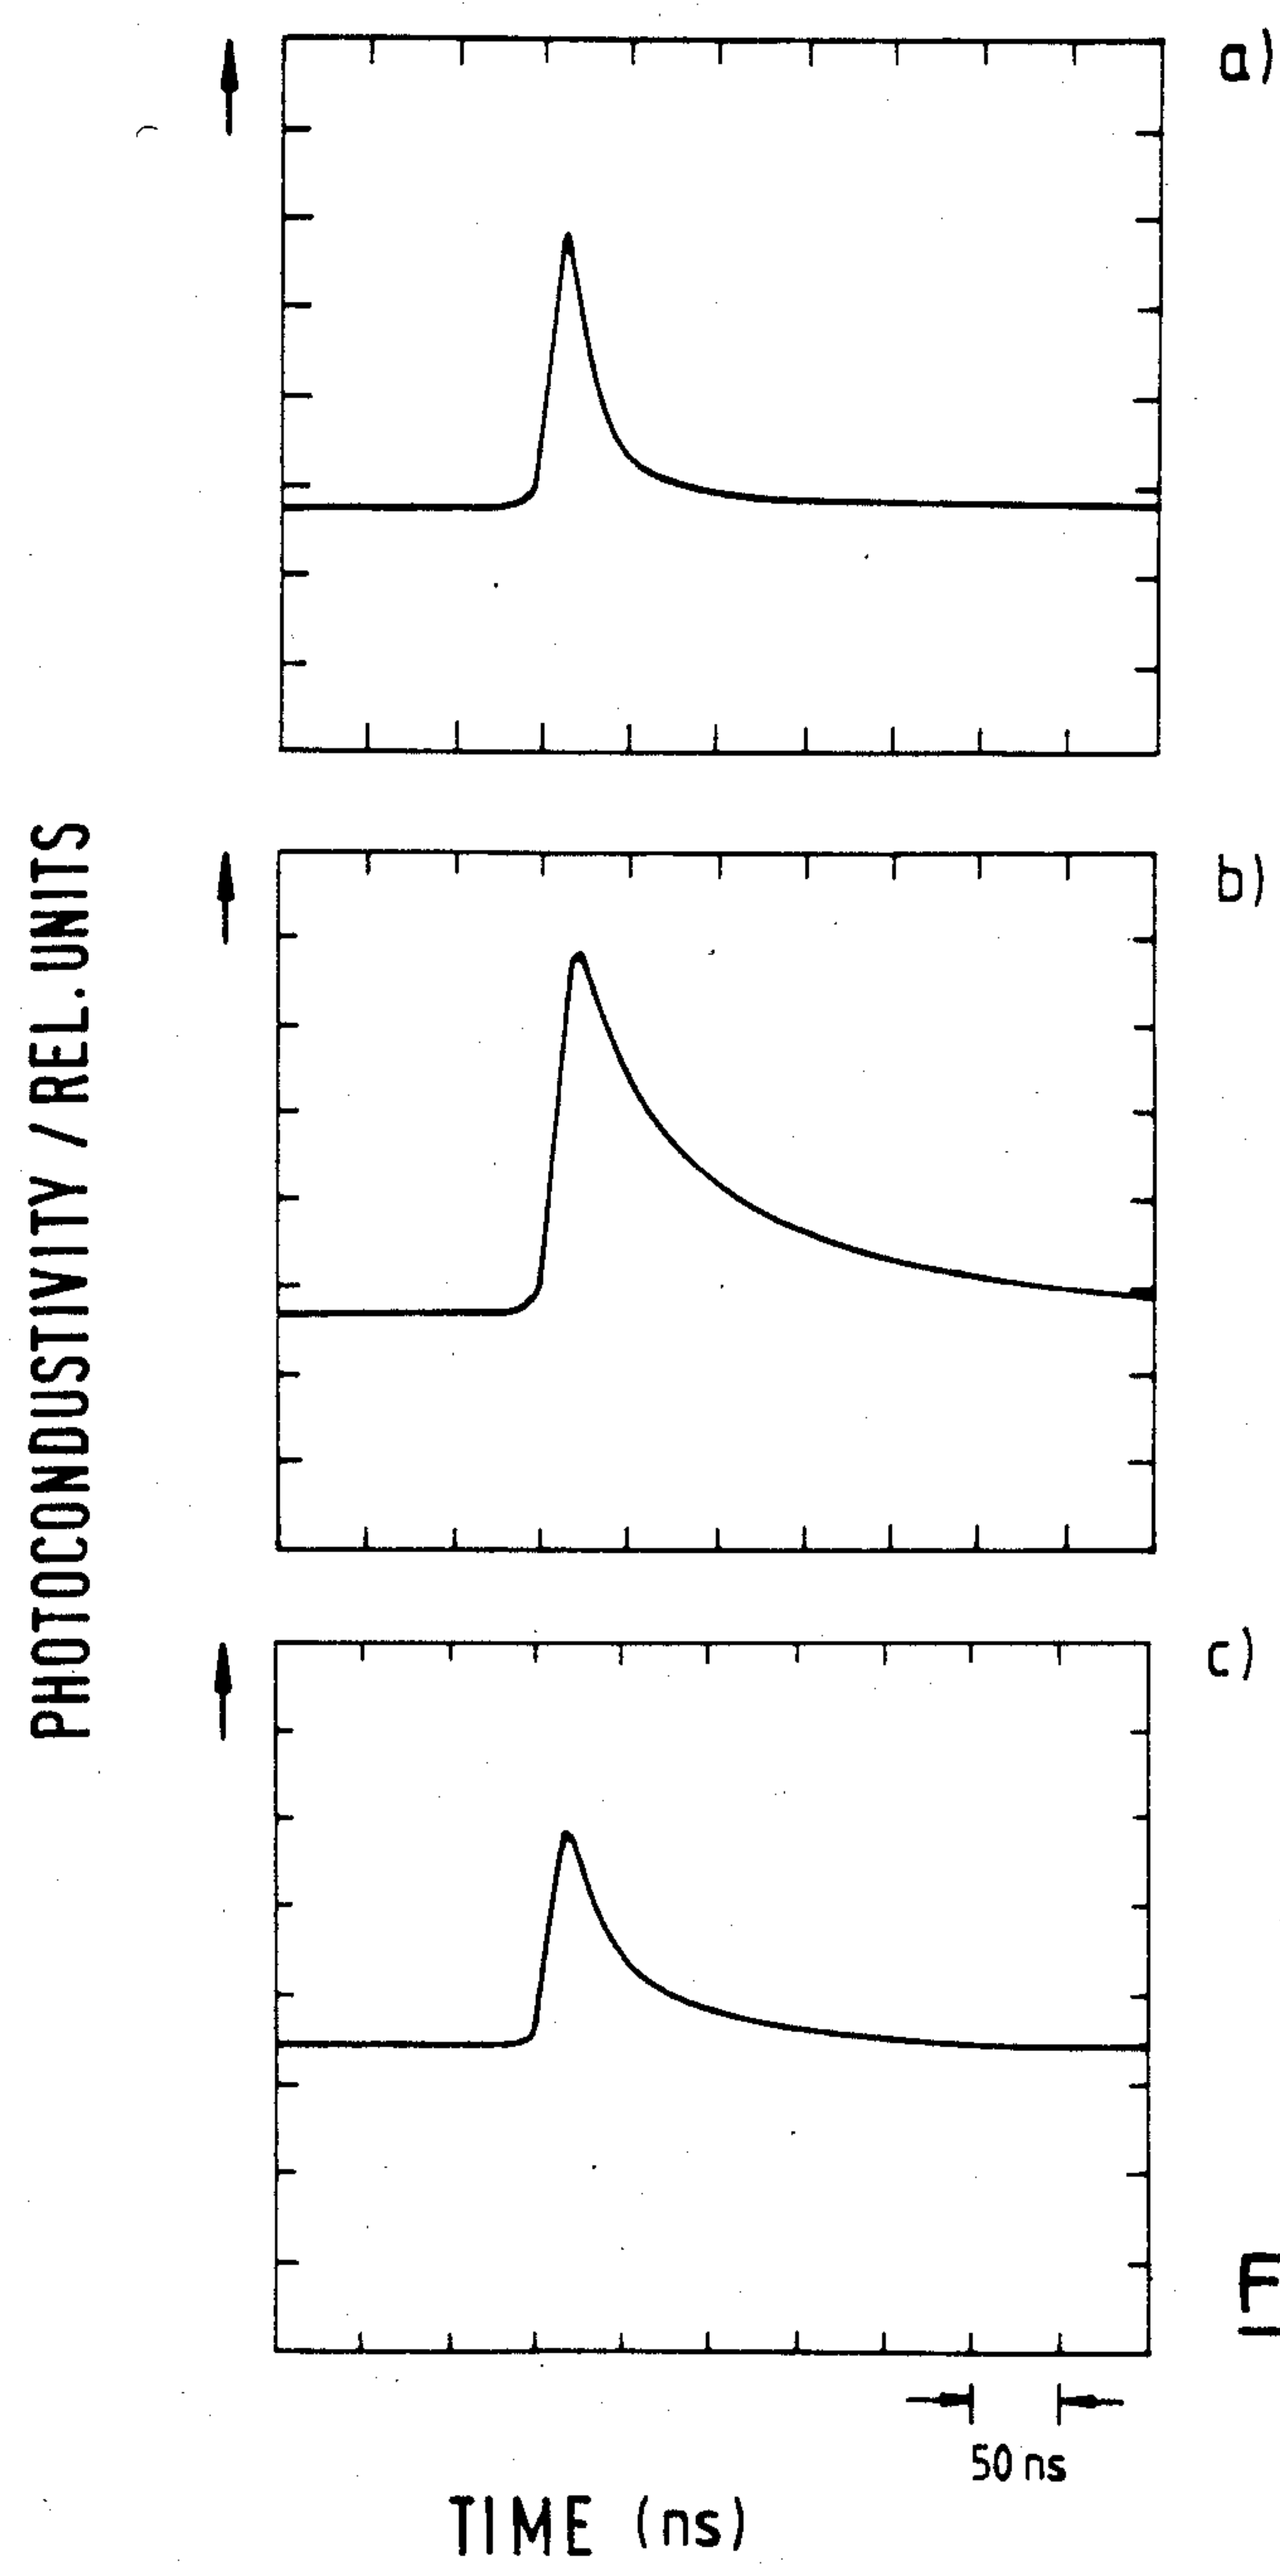 a)
b)
PHOTOCONDUSTIVITY / REL. UNITS
c)
50 ns
TIME (ns)